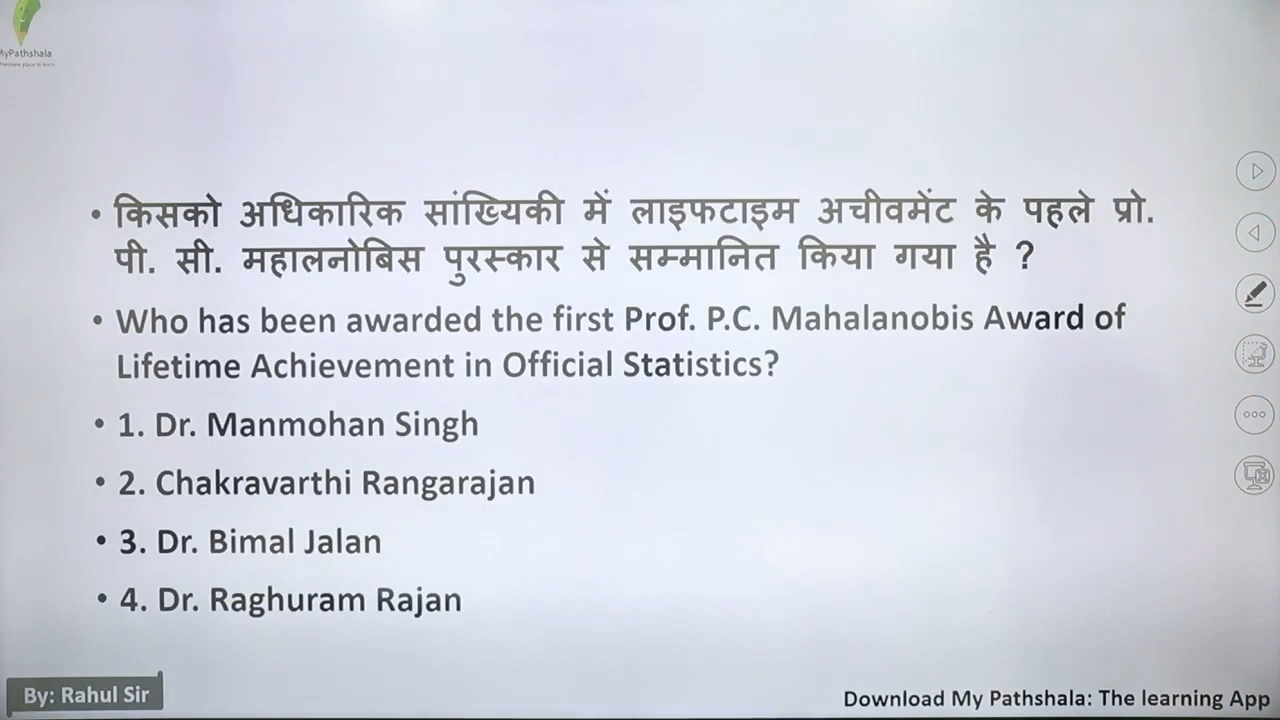 MyPathshala
• किसको अधिकारिक सांख्यिकी में लाइफटाइम अचीवमेंट के पहले प्रो.
पी. सी. महालनोबिस पुरस्कार से सम्मानित किया गया है ?
• Who has been awarded the first Prof. P.C. Mahalanobis Award of
Lifetime Achievement in Official Statistics?
• 1. Dr. Manmohan Singh
• 2. Chakravarthi Rangarajan
• 3. Dr. Bimal Jalan
• 4. Dr. Raghuram Rajan
By: Rahul Sir
Download My Pathshala: The learning App